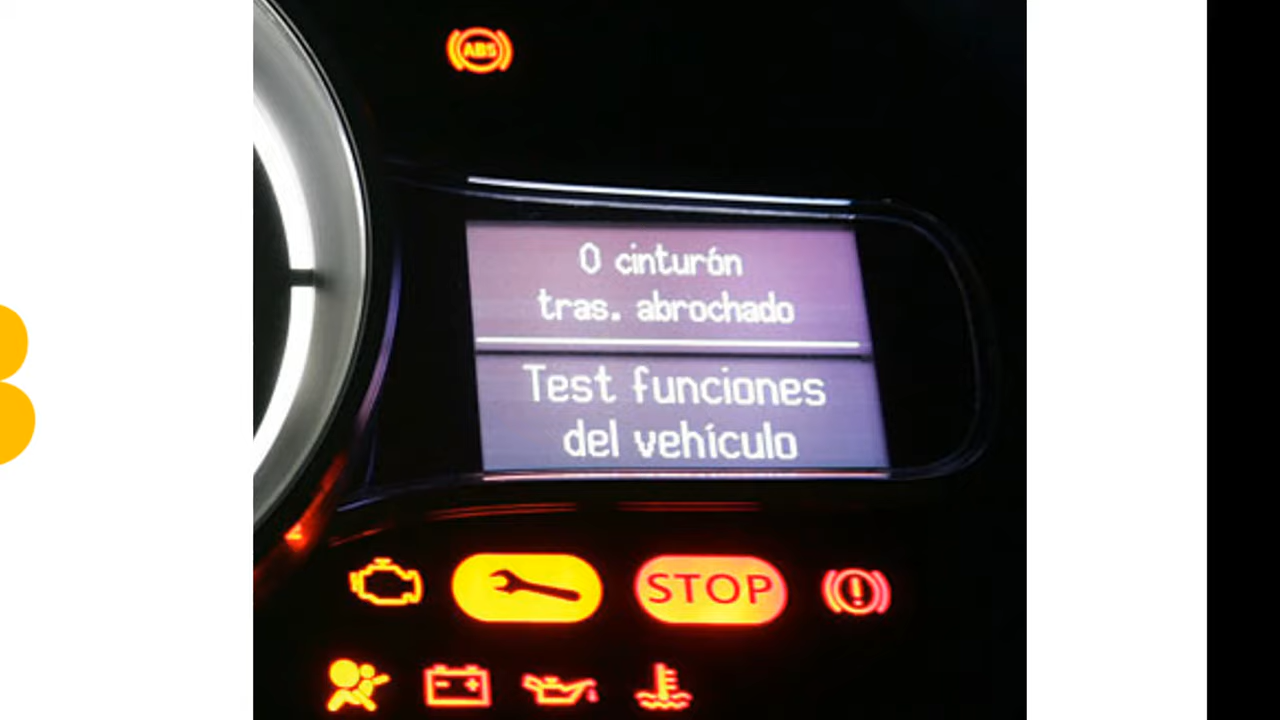 ABS
0 cinturón
tras. abrochado
Test funciones
del vehículo
STOP